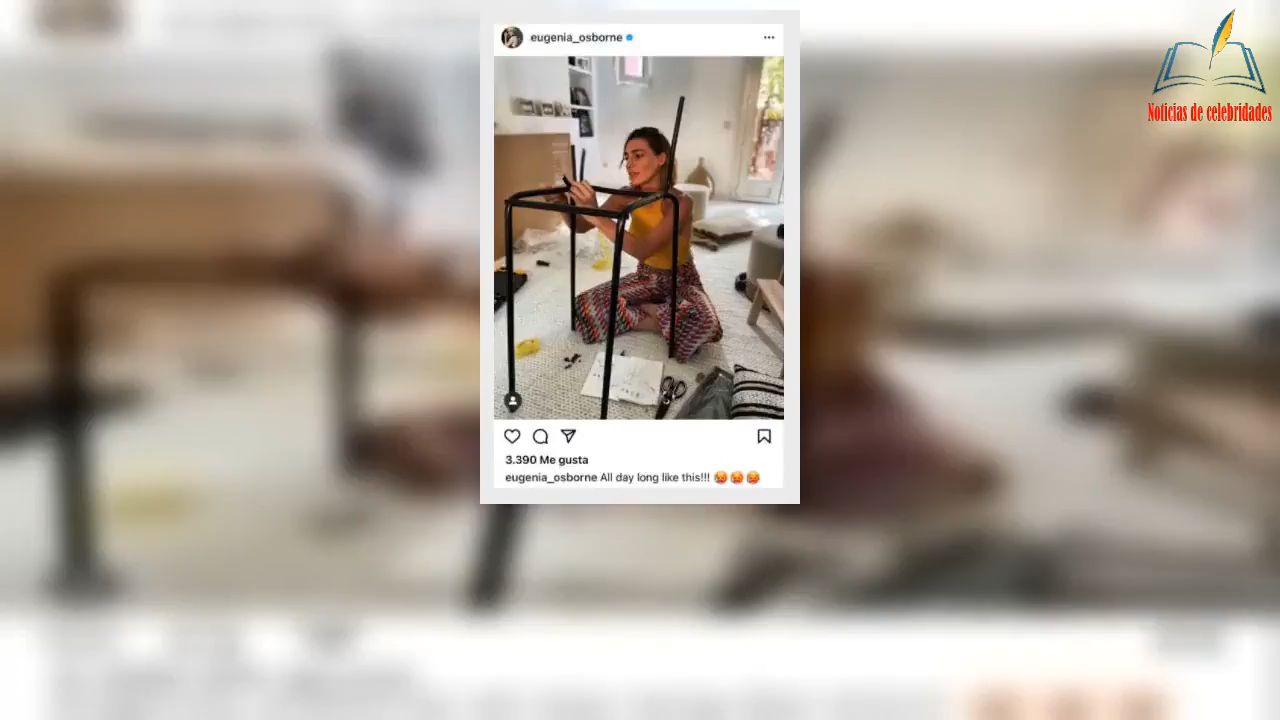 eugenia_osborne
Noticias de celebridades
3.390 Me gusta
eugenia_osborne All day long like this!!! 🥵🥵🥵